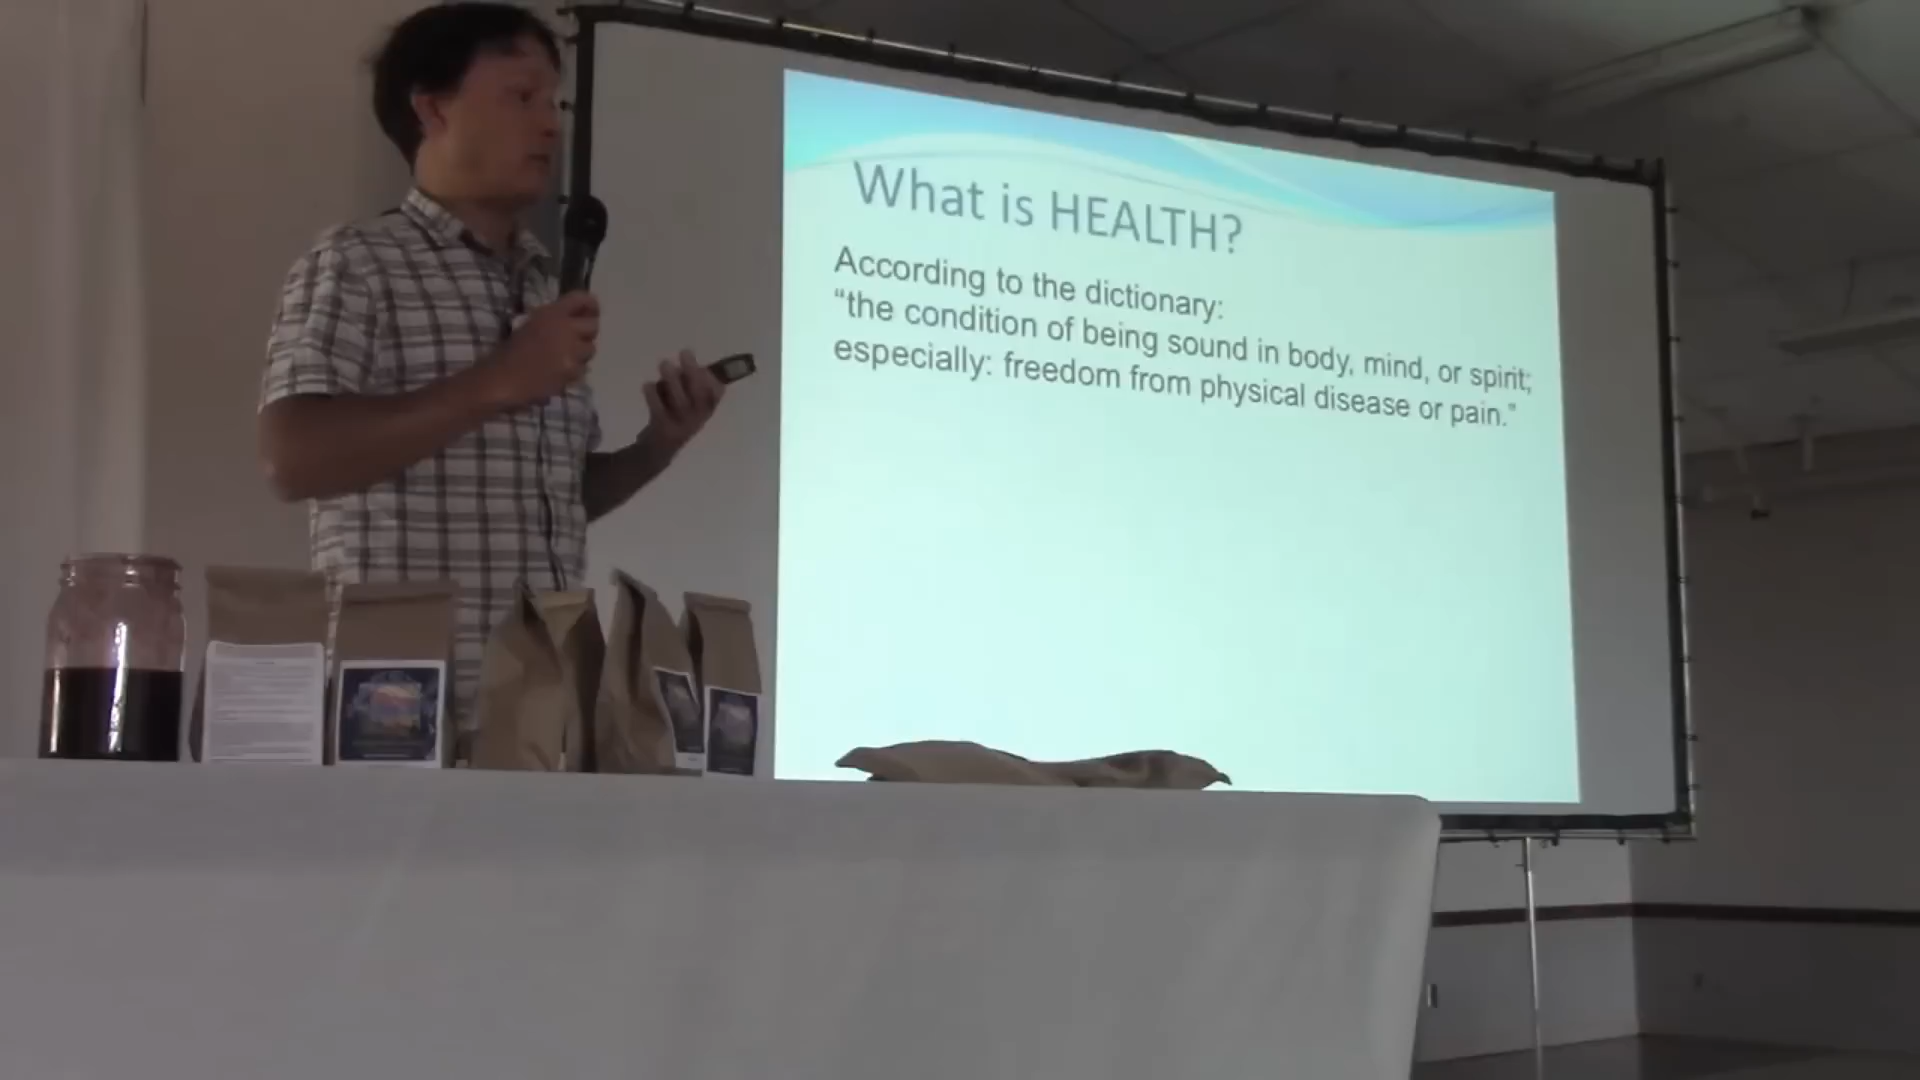 What is HEALTH?
According to the dictionary:
“the condition of being sound in body, mind, or spirit;
especially: freedom from physical disease or pain.”